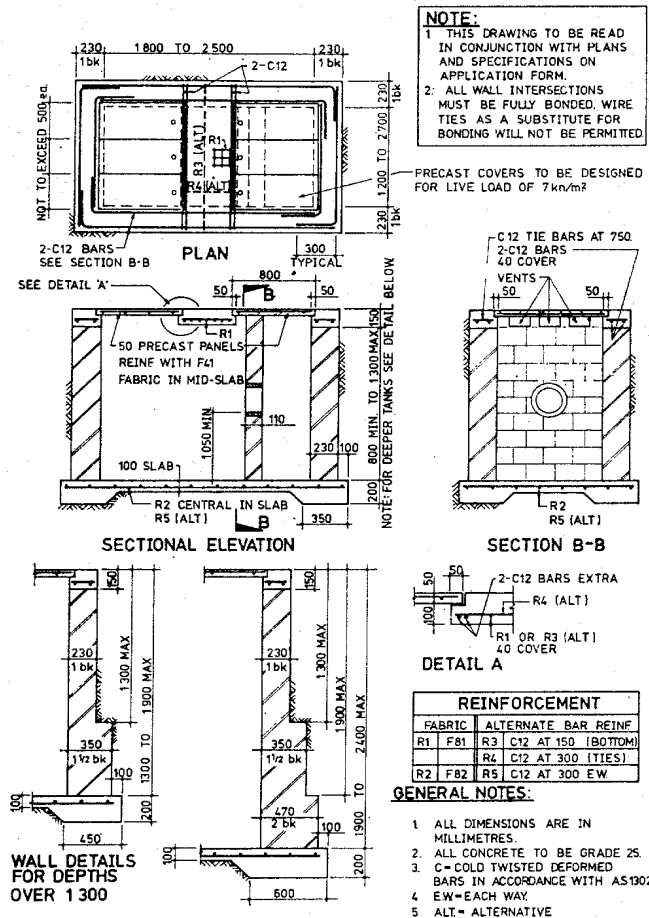 230
1800 TO 2500
230
1 bk
1 bk
2-C12
NOTE:
1 THIS DRAWING TO BE READ
IN CONJUNCTION WITH PLANS
AND SPECIFICATIONS ON
APPLICATION FORM.
2: ALL WALL INTERSECTIONS
MUST BE FULLY BONDED. WIRE
TIES AS A SUBSTITUTE FOR
BONDING WILL NOT BE PERMITTED
NOT TO EXCEED 500 ea.
R3 (ALT)
R1
R4 (ALT)
230
1bk
1200 TO 2700
230
1bk
PRECAST COVERS TO BE DESIGNED
FOR LIVE LOAD OF 7kn/m²
2-C12 BARS
SEE SECTION B-B
PLAN
300
TYPICAL
SEE DETAIL 'A'
800
50
B
50
R1
50 PRECAST PANELS
REINF WITH F41
FABRIC IN MID-SLAB
1050 MIN.
110
230
100
100 SLAB
R2 CENTRAL IN SLAB
R5 (ALT)
B
350
150
800 MIN. TO 1300 MAX
200
NOTE: FOR DEEPER TANKS SEE DETAIL BELOW
SECTIONAL ELEVATION
C12 TIE BARS AT 750.
2-C12 BARS
40 COVER
VENTS
50
50
R2
R5 (ALT)
SECTION B-B
150
230
1 bk
1300 MAX
1300 TO 1900 MAX
350
1½ bk
100
100
200
450
WALL DETAILS
FOR DEPTHS
OVER 1300
150
230
1 bk
1300 MAX
1900 MAX
1900 TO 2400 MAX
350
1½ bk
470
2 bk
100
100
200
600
50
50
100
2-C12 BARS EXTRA
R4 (ALT)
R1 OR R3 (ALT)
40 COVER
DETAIL A
REINFORCEMENT
FABRIC ALTERNATE BAR REINF
R1 F81 R3 C12 AT 150 (BOTTOM)
R4 C12 AT 300 (TIES)
R2 F82 R5 C12 AT 300 EW
GENERAL NOTES:
1. ALL DIMENSIONS ARE IN
MILLIMETRES.
2. ALL CONCRETE TO BE GRADE 25.
3. C=COLD TWISTED DEFORMED
BARS IN ACCORDANCE WITH AS1302
4 EW=EACH WAY.
5 ALT.= ALTERNATIVE